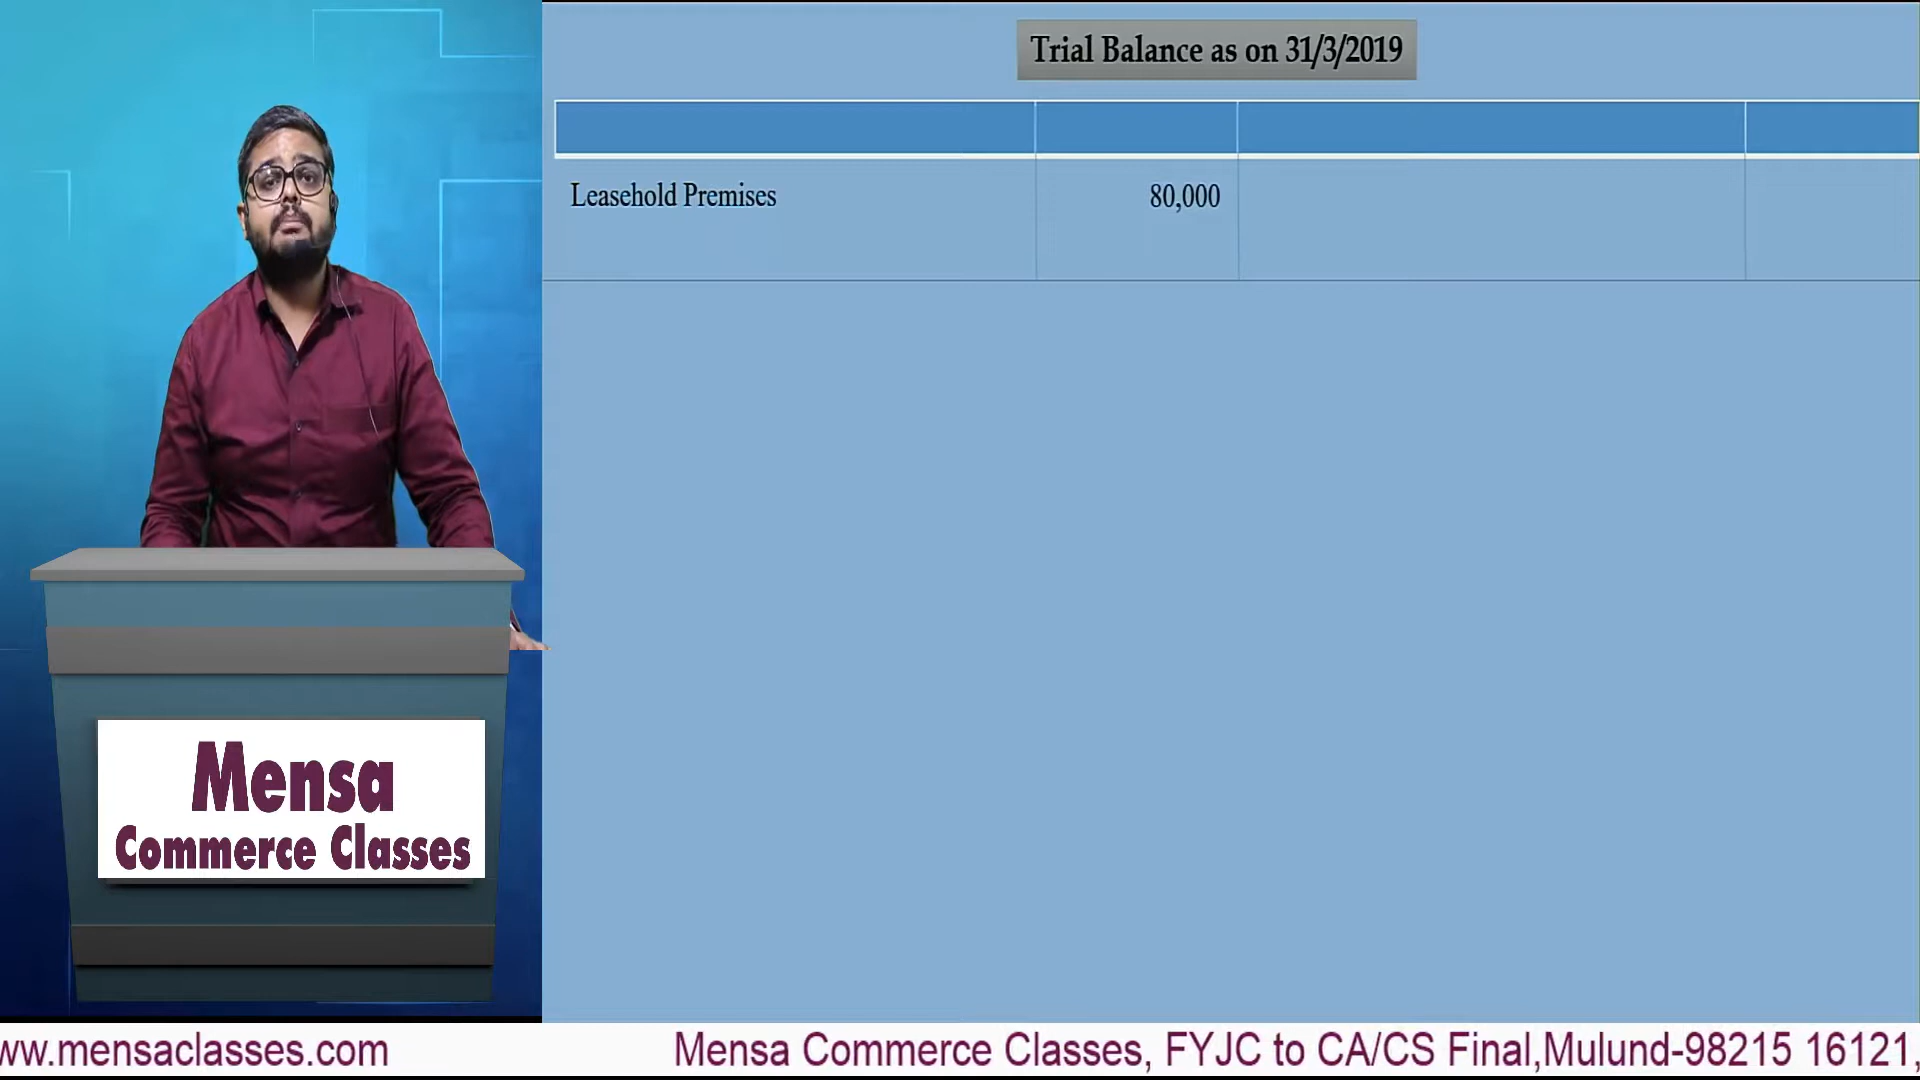 Trial Balance as on 31/3/2019
Leasehold Premises 80,000
Mensa
Commerce Classes
ww.mensaclasses.com Mensa Commerce Classes, FYJC to CA/CS Final,Mulund-98215 16121,